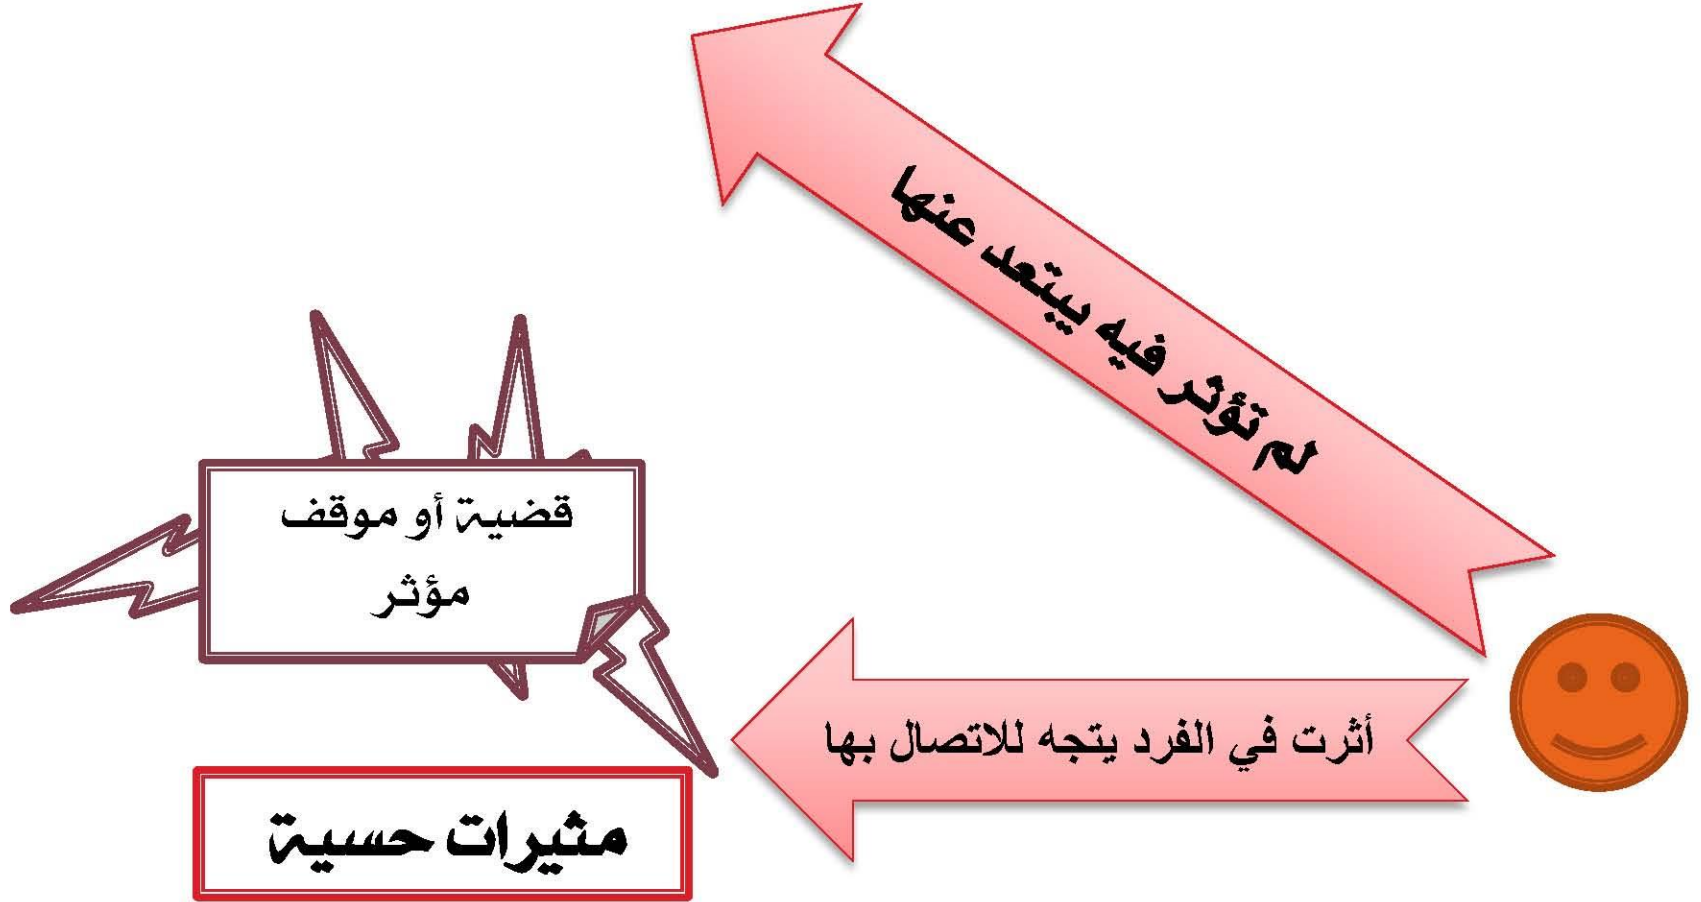 لم تؤثر فيه يبتعد عنها
قضية أو موقف
مؤثر
أثرت في الفرد يتجه للاتصال بها
مثيرات حسية